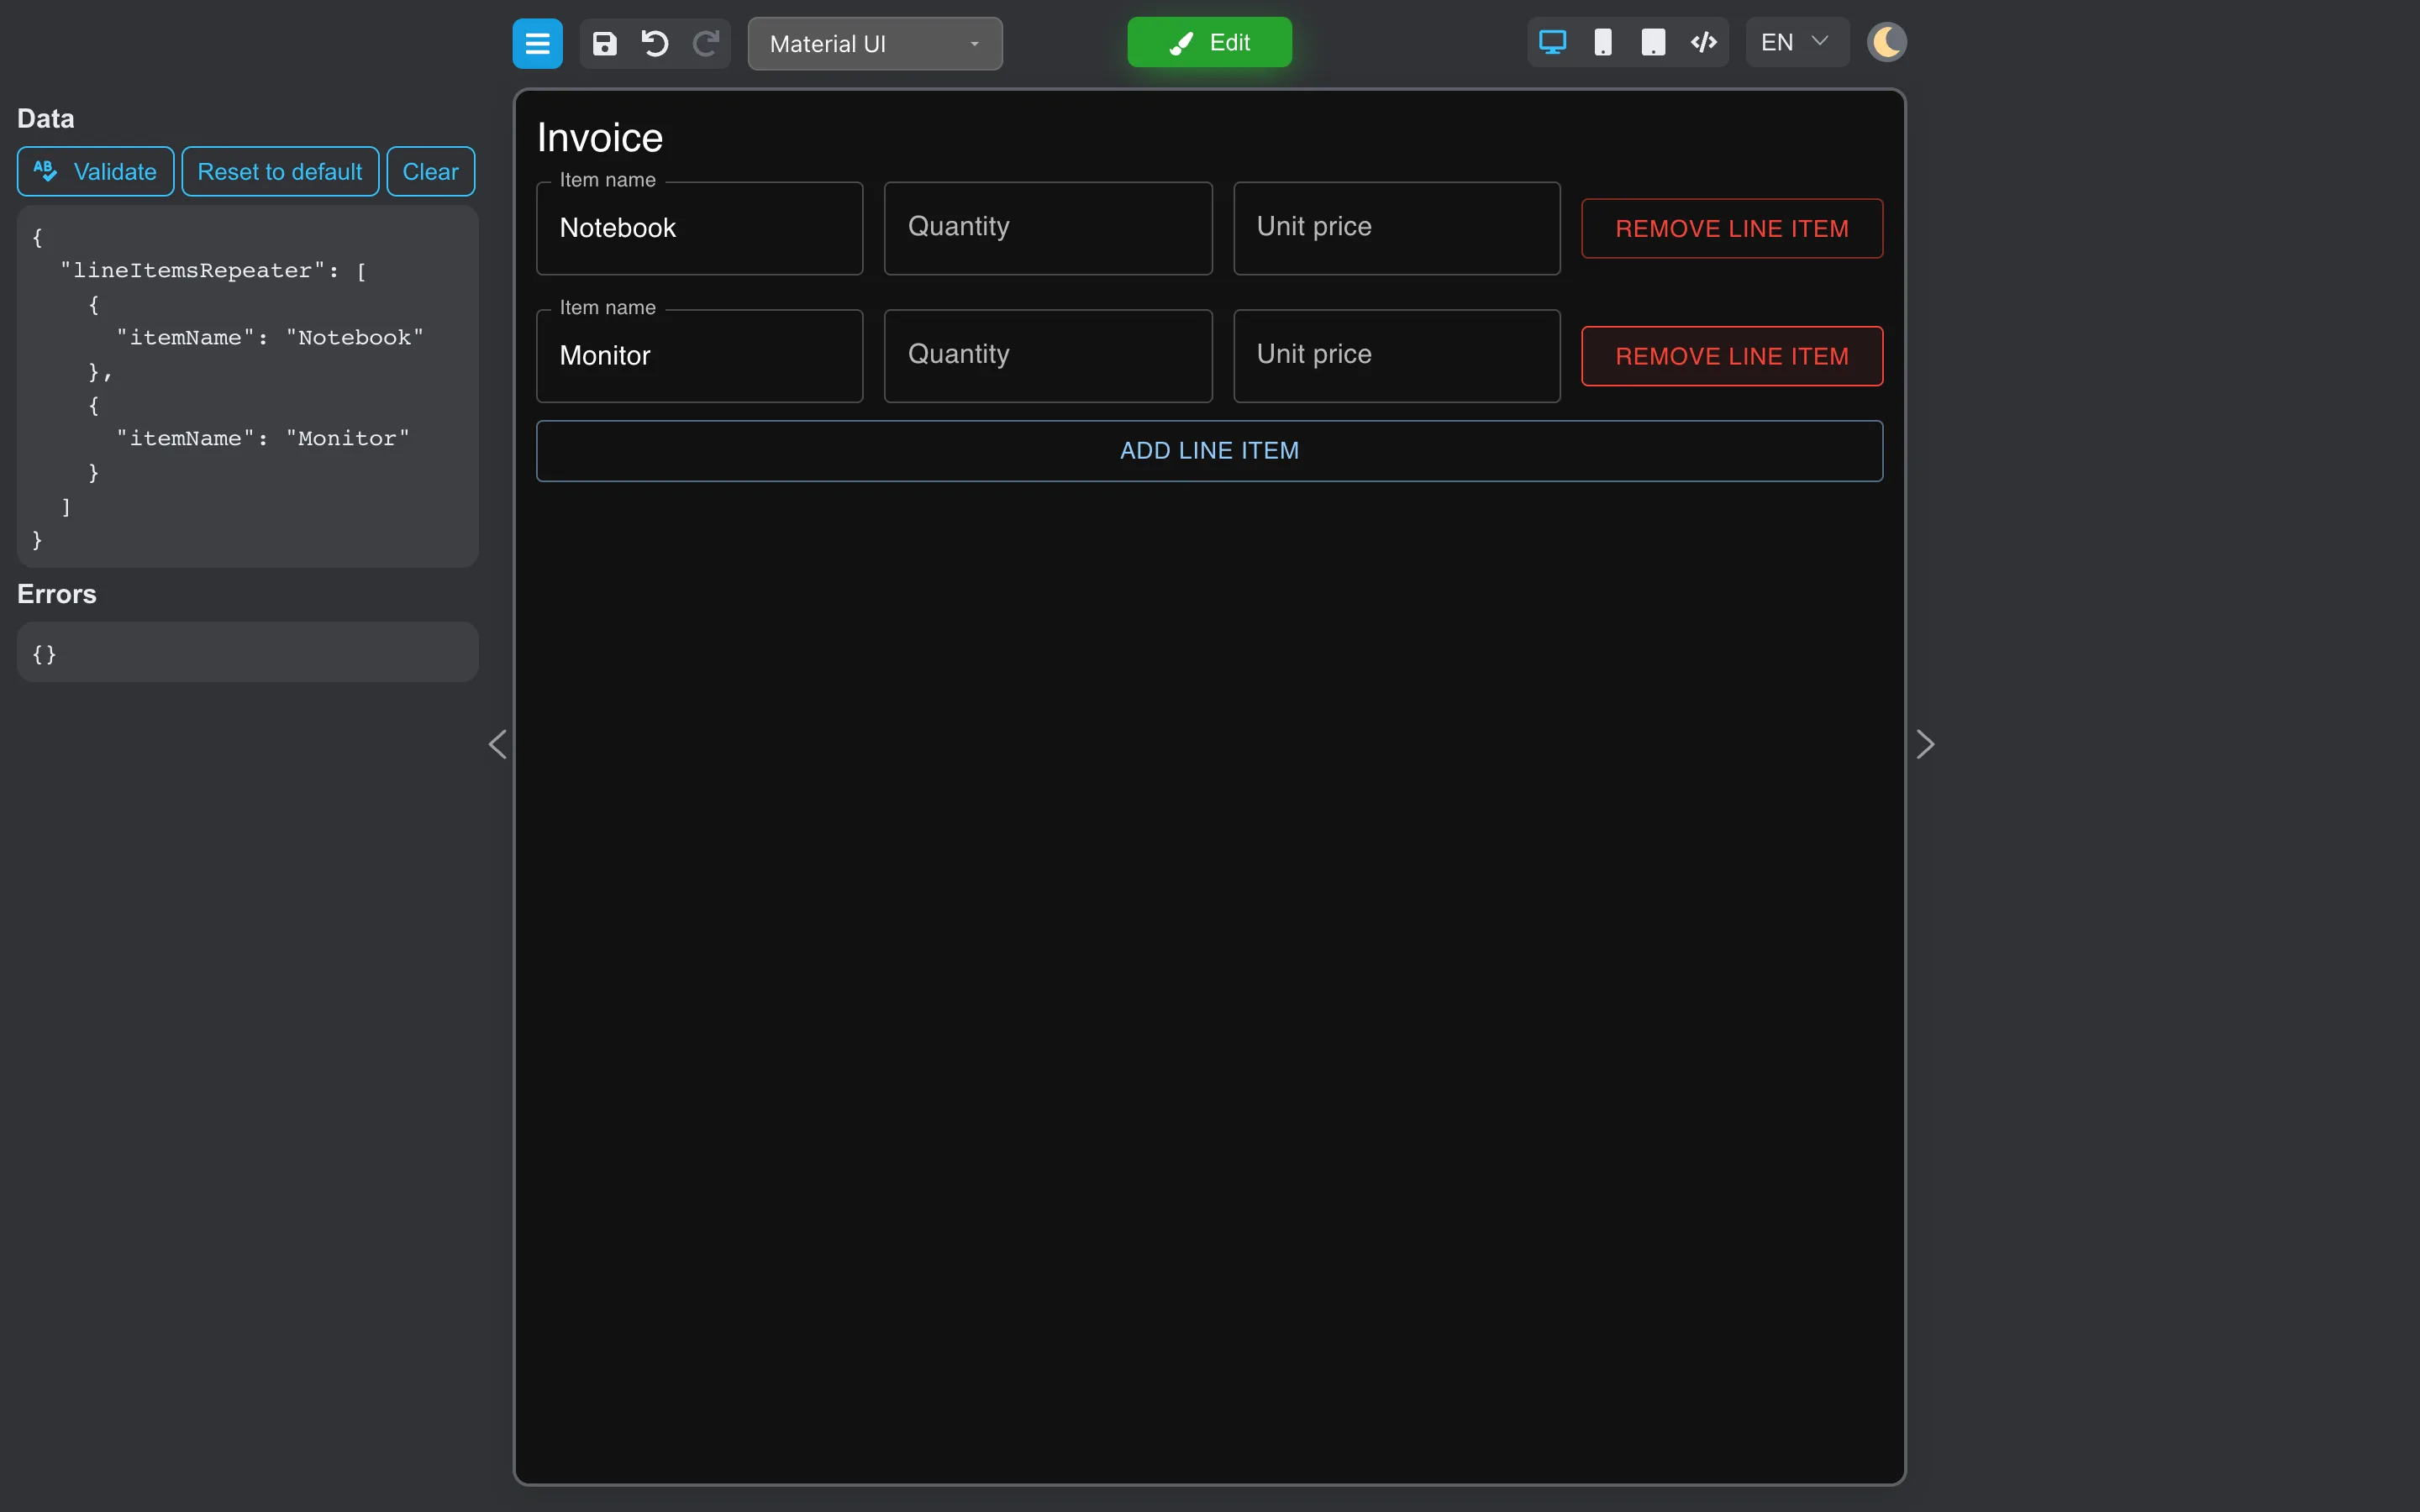 Material UI
Edit
EN
Data
AB Validate
Reset to default
Clear
{
"lineItemsRepeater": [
{
"itemName": "Notebook"
},
{
"itemName": "Monitor"
}
]
}
Errors
{}
Invoice
Item name
Notebook
Quantity
Unit price
REMOVE LINE ITEM
Item name
Monitor
Quantity
Unit price
REMOVE LINE ITEM
ADD LINE ITEM